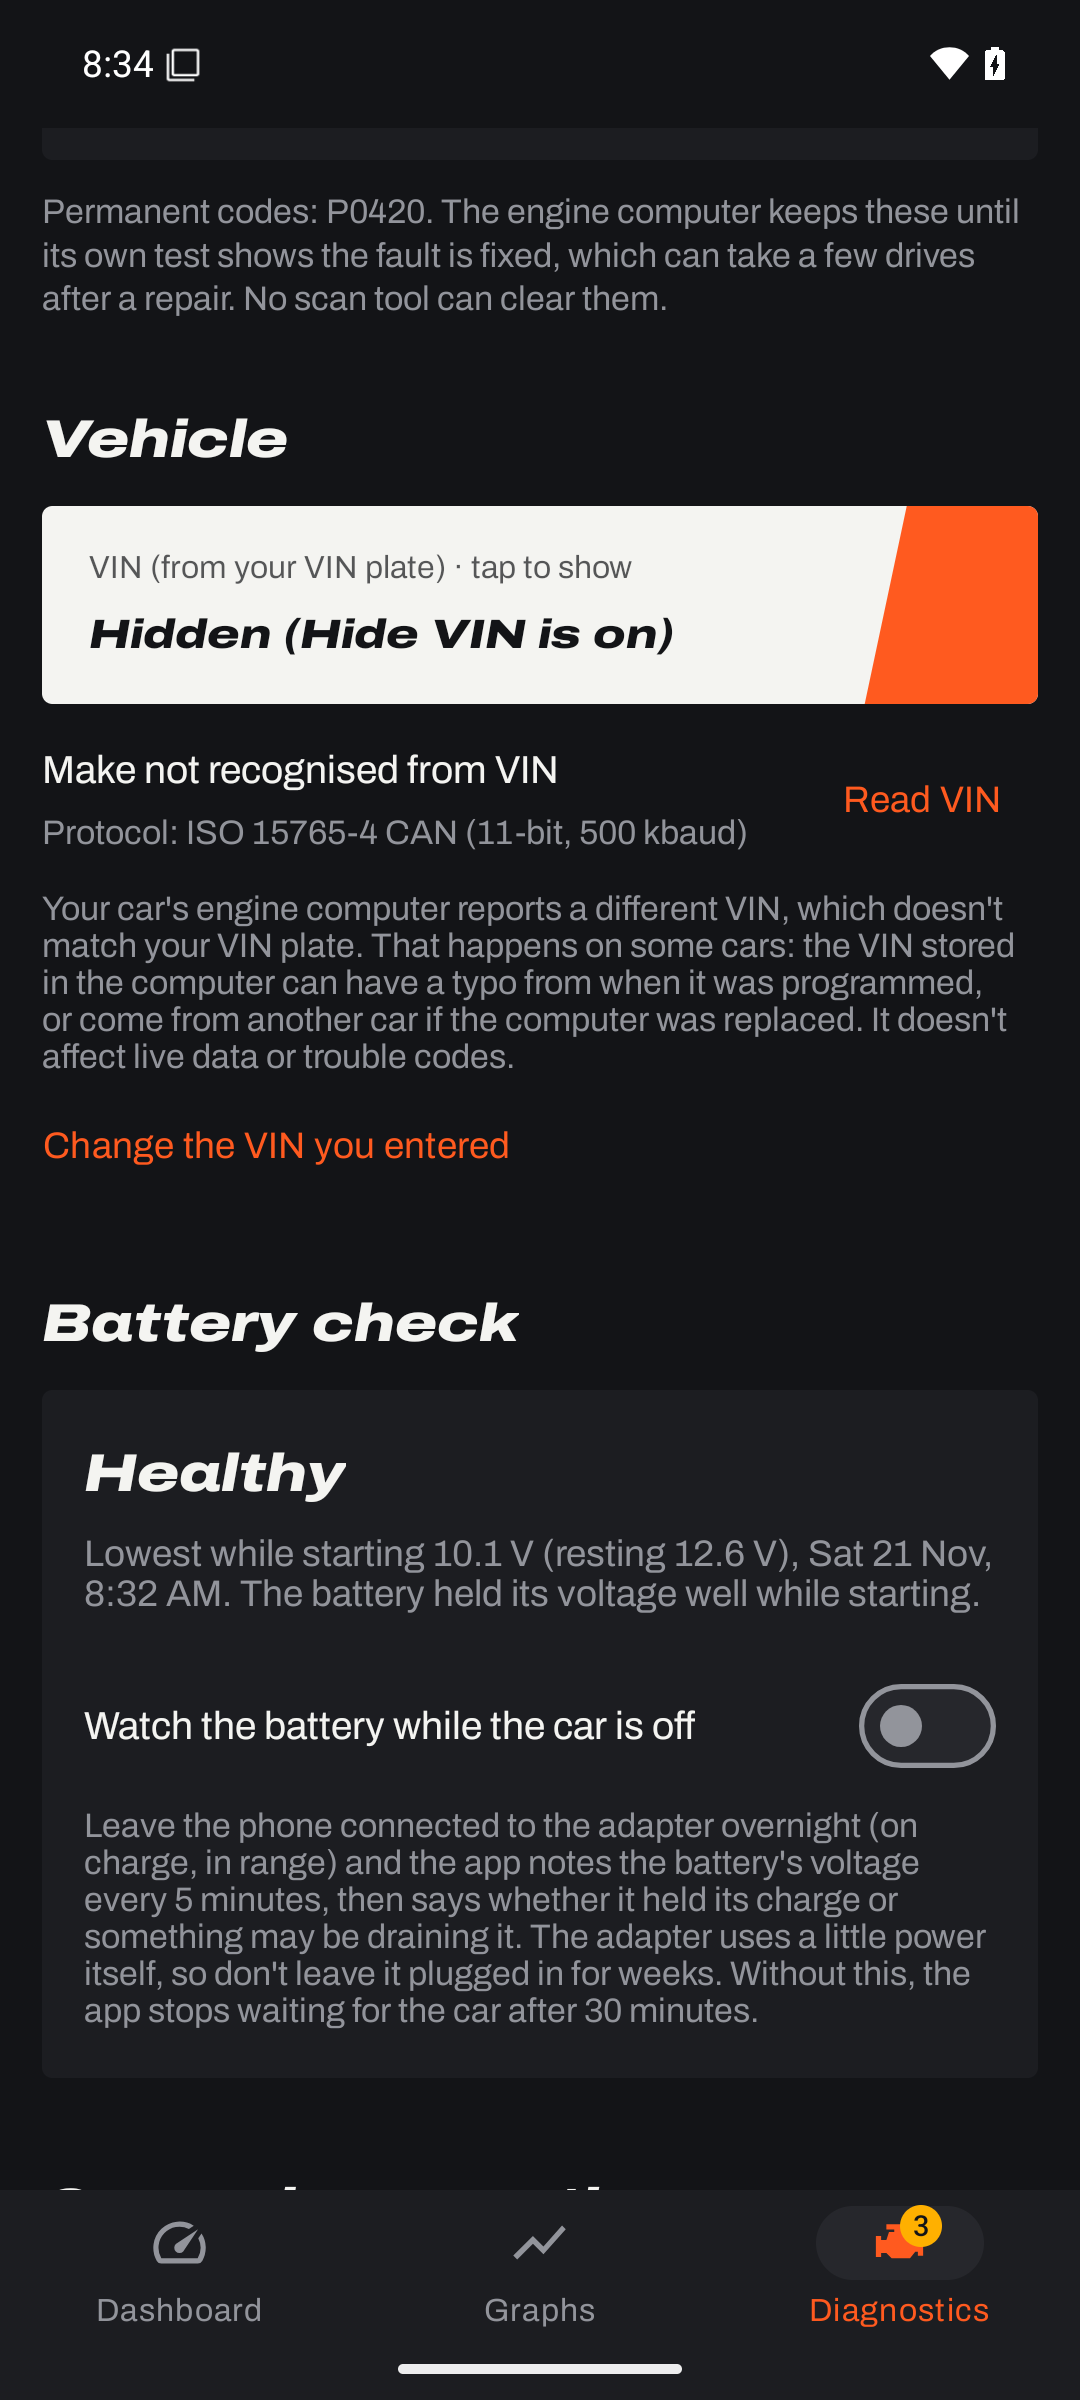 8:34
Permanent codes: P0420. The engine computer keeps these until
its own test shows the fault is fixed, which can take a few drives
after a repair. No scan tool can clear them.
Vehicle
VIN (from your VIN plate) · tap to show
Hidden (Hide VIN is on)
Make not recognised from VIN
Read VIN
Protocol: ISO 15765-4 CAN (11-bit, 500 kbaud)
Your car's engine computer reports a different VIN, which doesn't
match your VIN plate. That happens on some cars: the VIN stored
in the computer can have a typo from when it was programmed,
or come from another car if the computer was replaced. It doesn't
affect live data or trouble codes.
Change the VIN you entered
Battery check
Healthy
Lowest while starting 10.1 V (resting 12.6 V), Sat 21 Nov,
8:32 AM. The battery held its voltage well while starting.
Watch the battery while the car is off
Leave the phone connected to the adapter overnight (on
charge, in range) and the app notes the battery's voltage
every 5 minutes, then says whether it held its charge or
something may be draining it. The adapter uses a little power
itself, so don't leave it plugged in for weeks. Without this, the
app stops waiting for the car after 30 minutes.
3
Dashboard
Graphs
Diagnostics